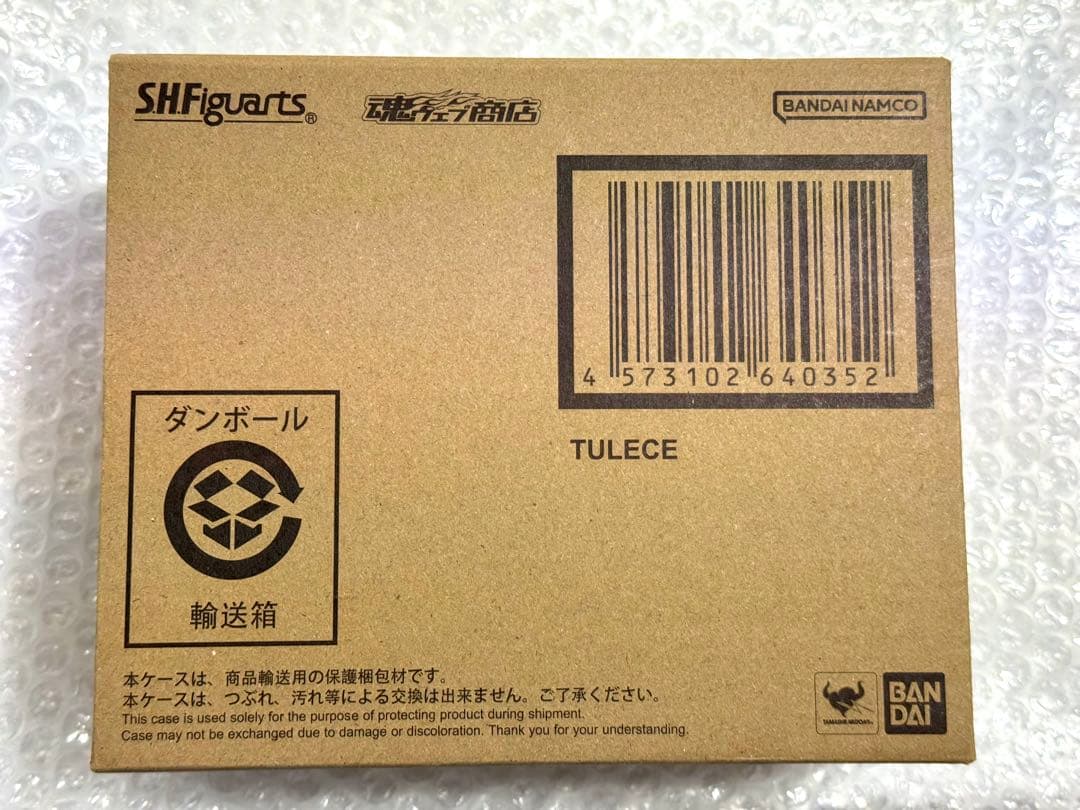 S.H.Figuarts®
魂ウェブ商店
BANDAI NAMCO
4 573102 640352
TULECE
ダンボール
輸送箱
本ケースは、商品輸送用の保護梱包材です。
本ケースは、つぶれ、汚れ等による交換は出来ません。ご了承ください。
This case is used solely for the purpose of protecting product during shipment.
Case may not be exchanged due to damage or discoloration. Thank you for your understanding.
TAMASHII NATIONS
BAN
DAI